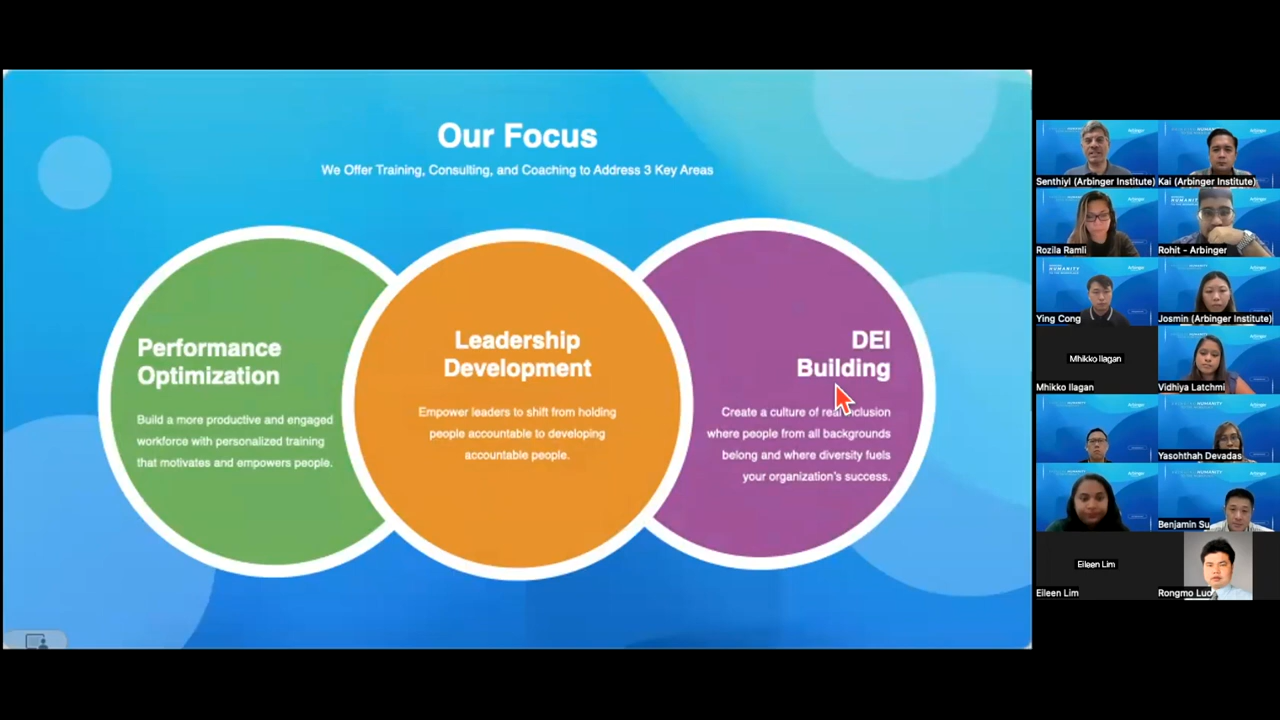 Our Focus
We Offer Training, Consulting, and Coaching to Address 3 Key Areas
Performance
Optimization
Build a more productive and engaged
workforce with personalized training
that motivates and empowers people.
Leadership
Development
Empower leaders to shift from holding
people accountable to developing
accountable people.
DEI
Building
Create a culture of real inclusion
where people from all backgrounds
belong and where diversity fuels
your organization's success.
Senthiyl (Arbinger Institute)
Kai (Arbinger Institute)
Rozila Ramli
Rohit - Arbinger
HUMANITY
Arbinger
Ying Cong
Josmin (Arbinger Institute)
Mhikko Ilagan
Mhikko Ilagan
Vidhiya Latchmi
Yasohthah Devadas
Benjamin Su
Eileen Lim
Eileen Lim
Rongmo Luo